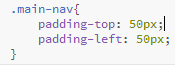 .main-nav{
padding-top: 50px;
padding-left: 50px;
}